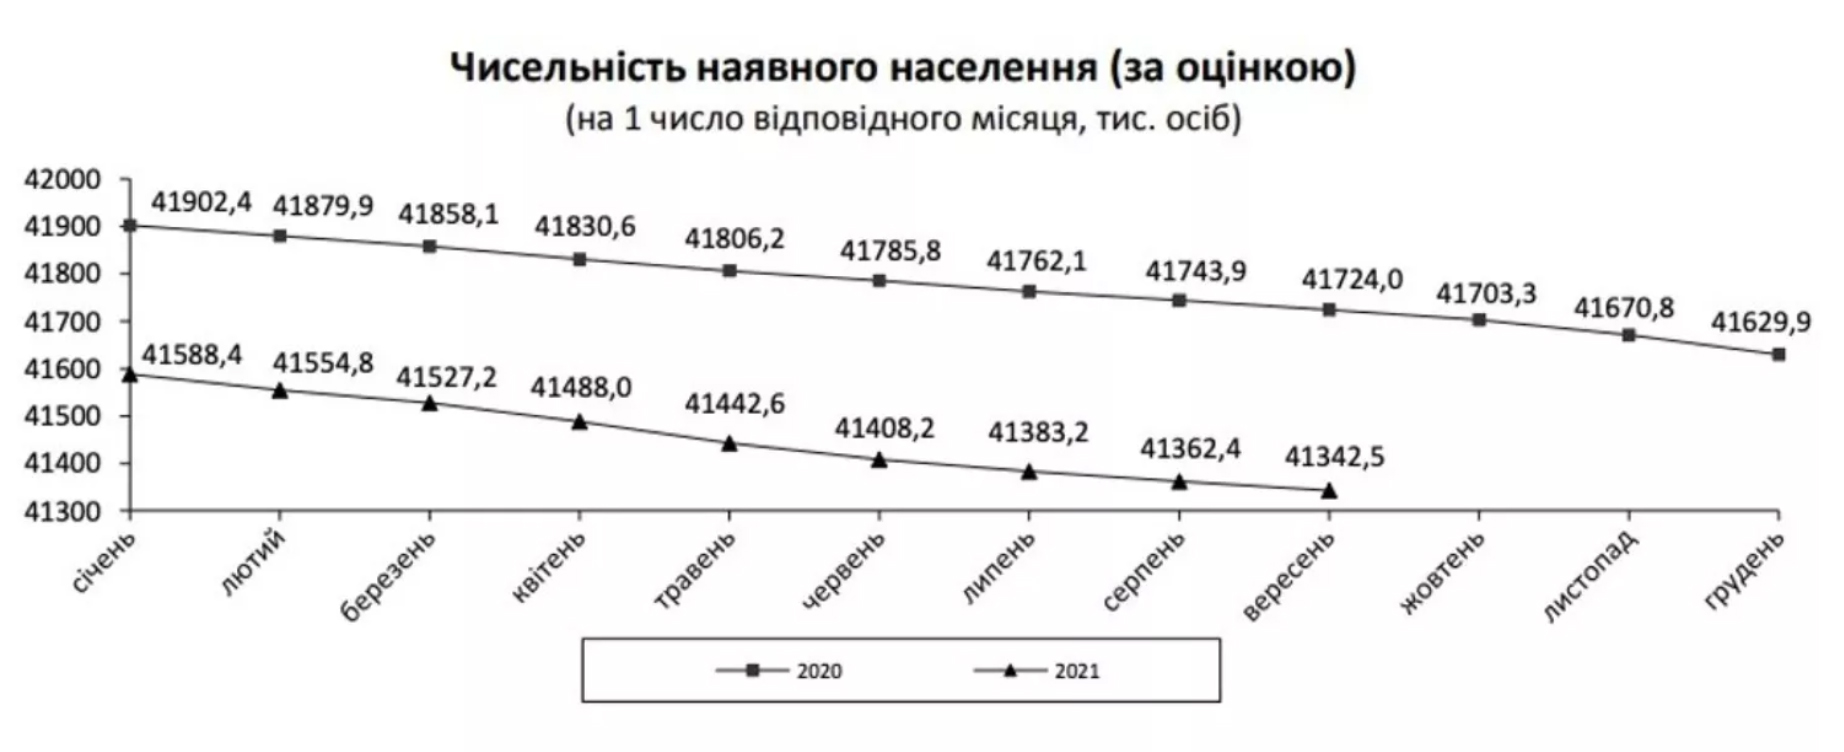 Чисельність наявного населення (за оцінкою)
(на 1 число відповідного місяця, тис. осіб)
42000
41900
41800
41700
41600
41500
41400
41300
41902,4 41879,9 41858,1 41830,6 41806,2 41785,8 41762,1 41743,9 41724,0 41703,3 41670,8 41629,9
41588,4 41554,8 41527,2 41488,0 41442,6 41408,2 41383,2 41362,4 41342,5
січень лютий березень квітень травень червень липень серпень вересень жовтень листопад грудень
2020 2021